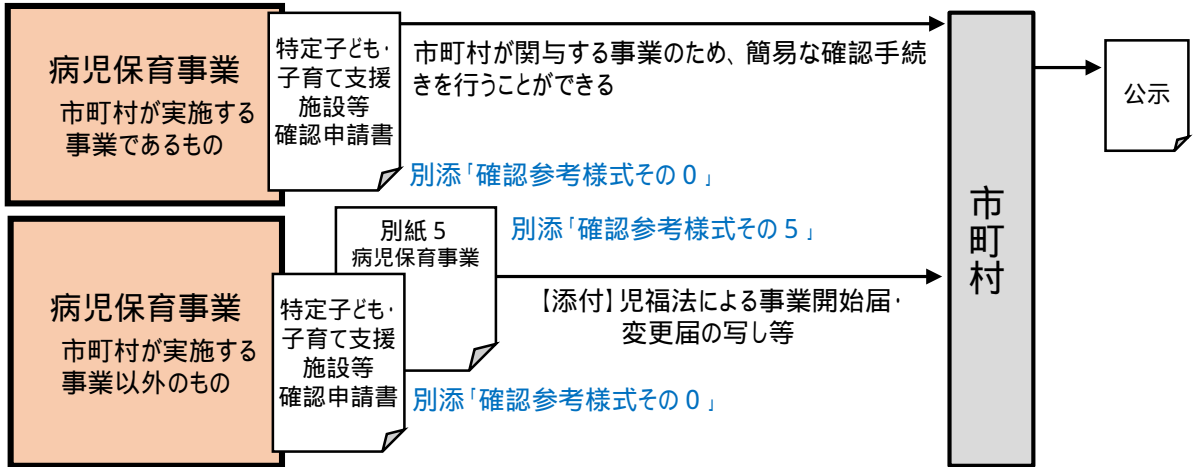 病児保育事業
市町村が実施する
事業であるもの
特定子ども・
子育て支援
施設等
確認申請書
市町村が関与する事業のため、簡易な確認手続
きを行うことができる
別添「確認参考様式その０」
病児保育事業
市町村が実施する
事業以外のもの
別紙５
病児保育事業
別添「確認参考様式その５」
特定子ども・
子育て支援
施設等
確認申請書
【添付】児福法による事業開始届・
変更届の写し等
別添「確認参考様式その０」
市町村
公示